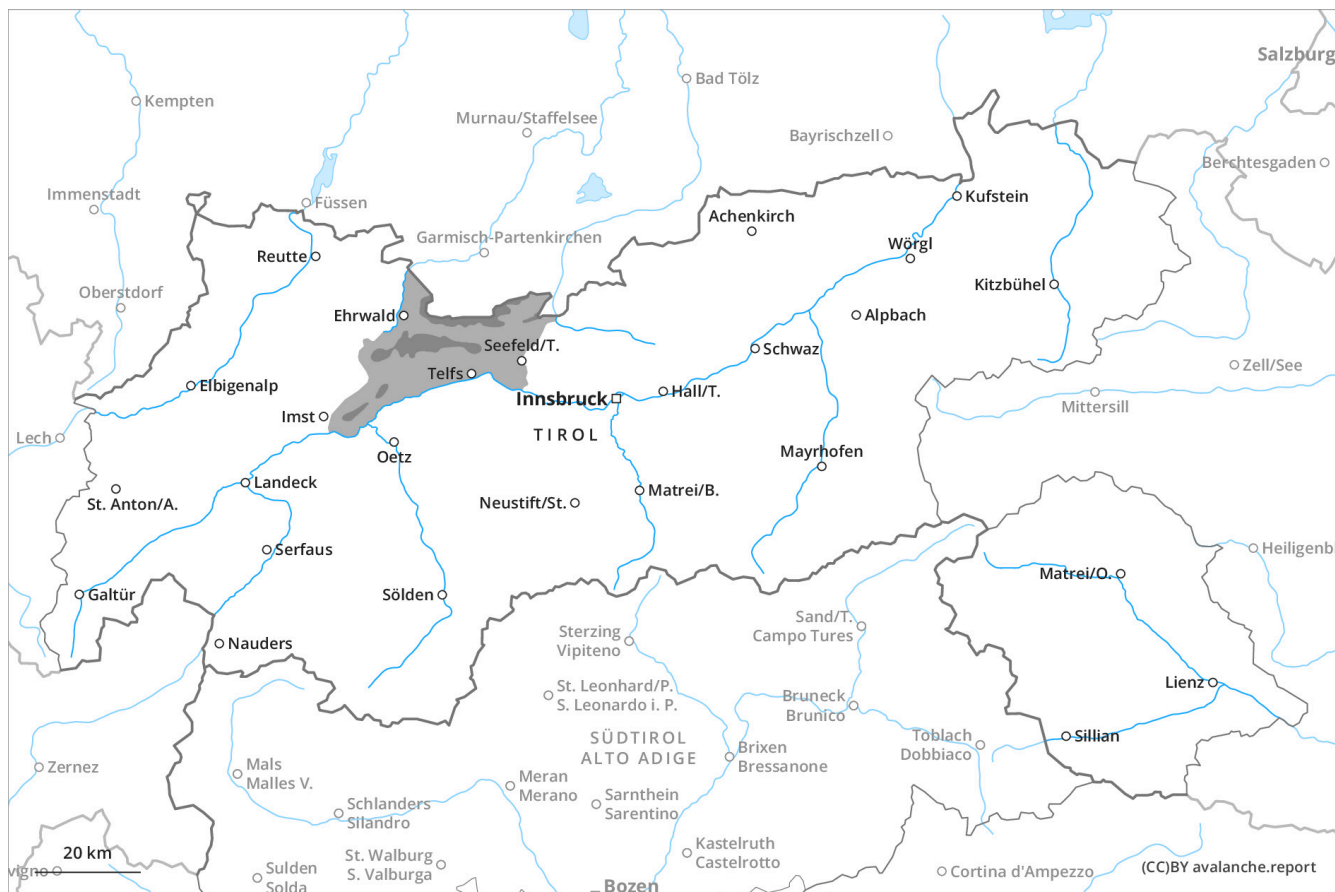 Salzburg
Bad Tölz
Kempten
Murnau/Staffelsee
Bayrischzell
Berchtesgaden
Immenstadt
Füssen
Kufstein
Achenkirch
Garmisch-Partenkirchen
Wörgl
Reutte
Kitzbühel
Oberstdorf
Ehrwald
Alpbach
Seefeld/T.
Schwaz
Zell/See
Telfs
Elbigenalp
Hall/T.
Innsbruck
Mittersill
Imst
TIROL
Lech
Oetz
Mayrhofen
Landeck
Matrei/B.
St. Anton/A.
Neustift/St.
Serfaus
Heiligenb
Matrei/O.
Galtür
Sölden
Sand/T.
Campo Tures
Sterzing
Vipiteno
Nauders
Lienz
St. Leonhard/P.
S. Leonardo i. P.
Bruneck
Brunico
SÜDTIROL
ALTO ADIGE
Toblach
Dobbiaco
Sillian
Brixen
Bressanone
Zernez
Mals
Malles V.
Meran
Merano
Sarnthein
Sarentino
Schlanders
Silandro
Kastelruth
Castelrotto
20 km
St. Walburg
S. Valburga
vigno
Sulden
Solda
Cortina d'Ampezzo
(CC)BY avalanche.report
Bozen